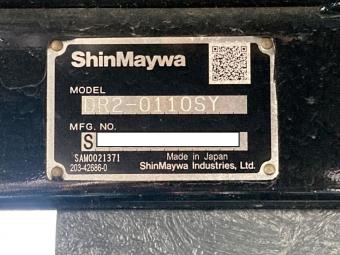 ShinMaywa
MODEL
DR2-0110SY
MFG. NO.
S
SAM0021371
203-42686-0
Made in Japan
ShinMaywa Industries, Ltd.